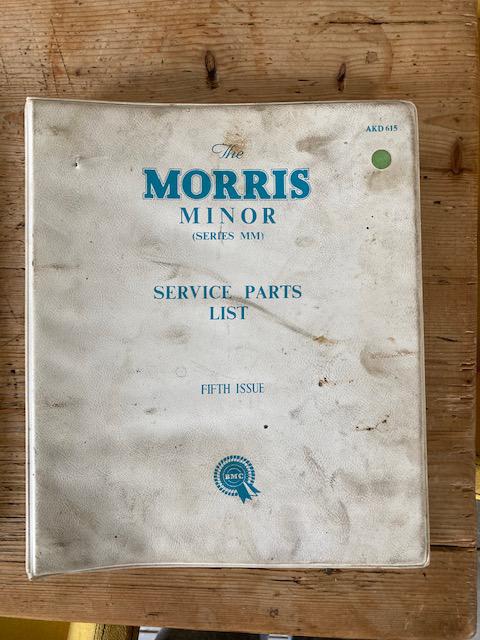 AKD 615
The
MORRIS
MINOR
(SERIES MM)
SERVICE PARTS
LIST
FIFTH ISSUE
BMC